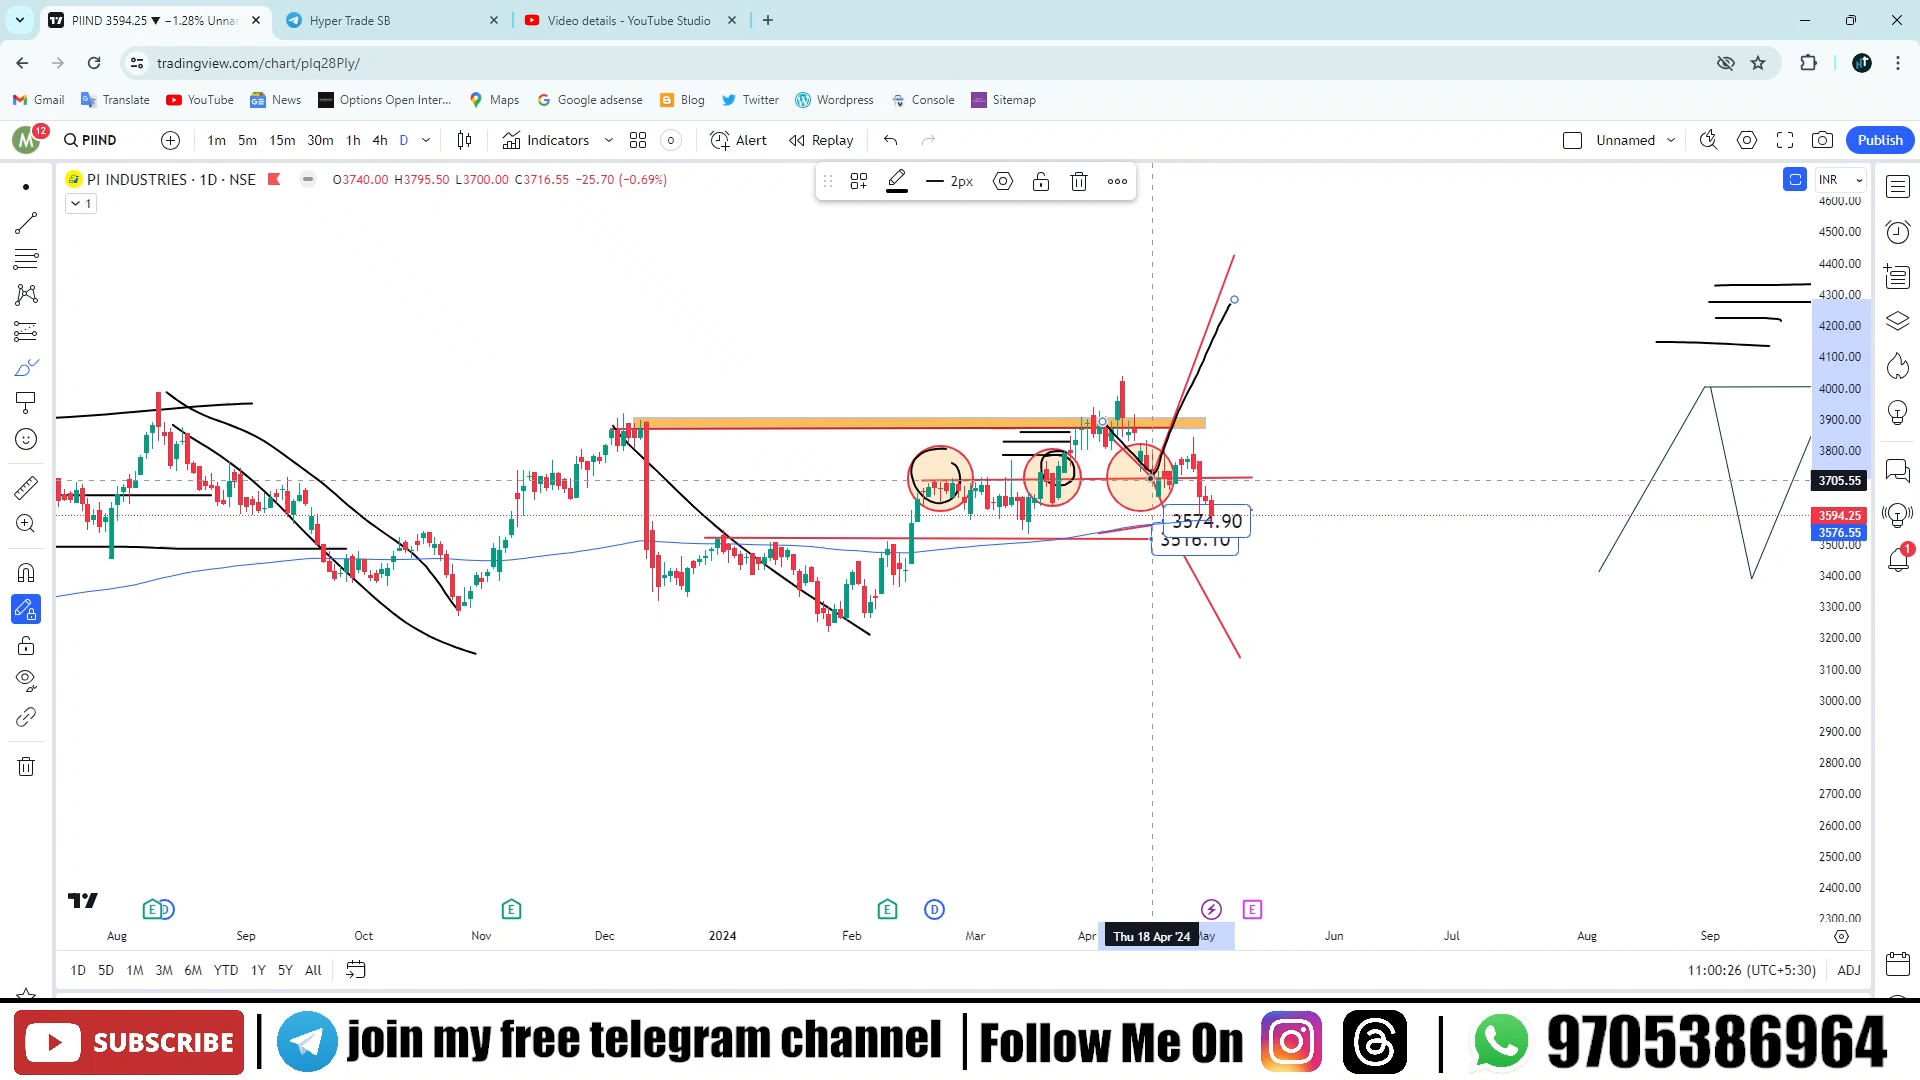 PIIND 3594.25 ▼ −1.28% Unna
Hyper Trade SB
Video details - YouTube Studio
tradingview.com/chart/pIq28PIy/
Gmail
Translate
YouTube
News
Options Open Inter...
Maps
Google adsense
Blog
Twitter
Wordpress
Console
Sitemap
M
12
PIIND
1m 5m 15m 30m 1h 4h D
Indicators
Alert
Replay
Unnamed
Publish
PI INDUSTRIES · 1D · NSE
O3740.00 H3795.50 L3700.00 C3716.55 −25.70 (−0.69%)
1
2px
INR
4600.00
4500.00
4400.00
4300.00
4200.00
4100.00
4000.00
3900.00
3800.00
3705.55
3594.25
3576.55
3500.00
3400.00
3300.00
3200.00
3100.00
3000.00
2900.00
2800.00
2700.00
2600.00
2500.00
2400.00
2300.00
3574.90
3516.10
1
E D E E D E
Aug Sep Oct Nov Dec 2024 Feb Mar Apr Thu 18 Apr '24 May Jun Jul Aug Sep
1D 5D 1M 3M 6M YTD 1Y 5Y All
11:00:26 (UTC+5:30) ADJ
SUBSCRIBE | join my free telegram channel | Follow Me On | 9705386964